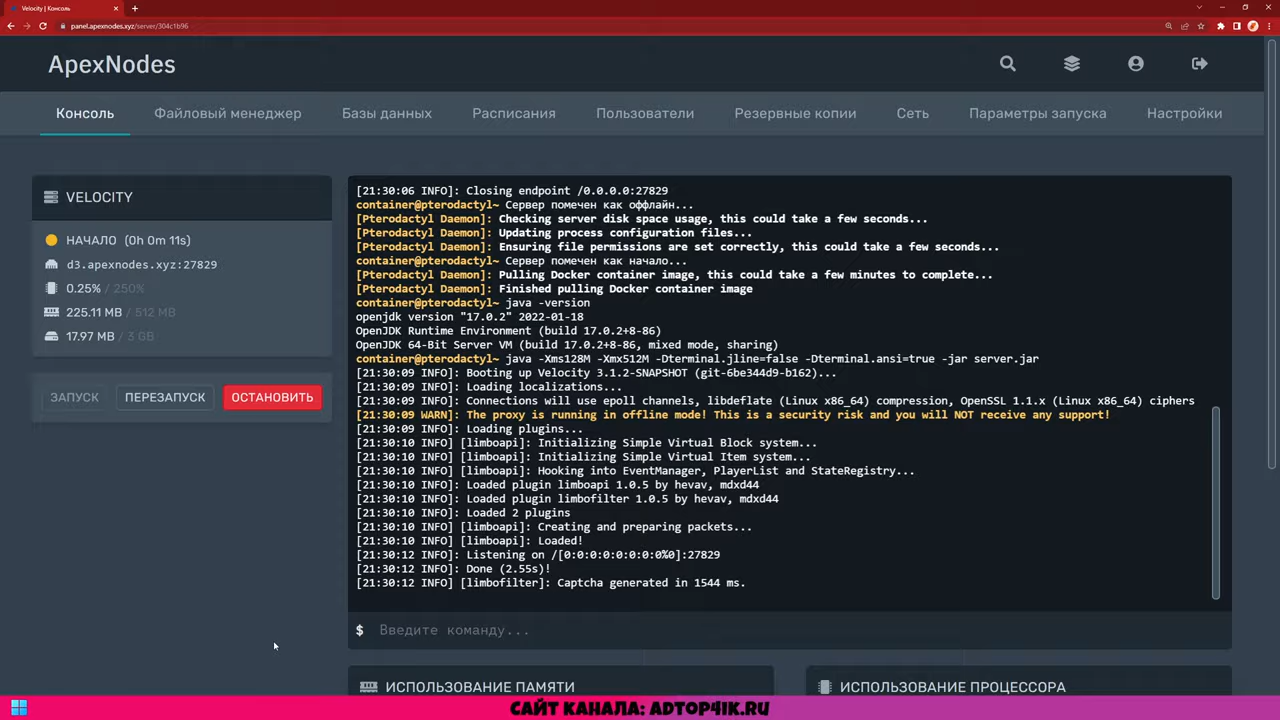 Velocity | Консоль
panel.apexnodes.xyz/server/304c1b96
ApexNodes
Консоль
Файловый менеджер
Базы данных
Расписания
Пользователи
Резервные копии
Сеть
Параметры запуска
Настройки
VELOCITY
НАЧАЛО (0h 0m 11s)
d3.apexnodes.xyz:27829
0.25% / 250%
225.11 MB / 512 MB
17.97 MB / 3 GB
ЗАПУСК
ПЕРЕЗАПУСК
ОСТАНОВИТЬ
[21:30:06 INFO]: Closing endpoint /0.0.0.0:27829
container@pterodactyl~ Сервер помечен как оффлайн...
[Pterodactyl Daemon]: Checking server disk space usage, this could take a few seconds...
[Pterodactyl Daemon]: Updating process configuration files...
[Pterodactyl Daemon]: Ensuring file permissions are set correctly, this could take a few seconds...
container@pterodactyl~ Сервер помечен как начало...
[Pterodactyl Daemon]: Pulling Docker container image, this could take a few minutes to complete...
[Pterodactyl Daemon]: Finished pulling Docker container image
container@pterodactyl~ java -version
openjdk version "17.0.2" 2022-01-18
OpenJDK Runtime Environment (build 17.0.2+8-86)
OpenJDK 64-Bit Server VM (build 17.0.2+8-86, mixed mode, sharing)
container@pterodactyl~ java -Xms128M -Xmx512M -Dterminal.jline=false -Dterminal.ansi=true -jar server.jar
[21:30:09 INFO]: Booting up Velocity 3.1.2-SNAPSHOT (git-6be344d9-b162)...
[21:30:09 INFO]: Loading localizations...
[21:30:09 INFO]: Connections will use epoll channels, libdeflate (Linux x86_64) compression, OpenSSL 1.1.x (Linux x86_64) ciphers
[21:30:09 WARN]: The proxy is running in offline mode! This is a security risk and you will NOT receive any support!
[21:30:09 INFO]: Loading plugins...
[21:30:10 INFO] [limboapi]: Initializing Simple Virtual Block system...
[21:30:10 INFO] [limboapi]: Initializing Simple Virtual Item system...
[21:30:10 INFO] [limboapi]: Hooking into EventManager, PlayerList and StateRegistry...
[21:30:10 INFO]: Loaded plugin limboapi 1.0.5 by hevav, mdxd44
[21:30:10 INFO]: Loaded plugin limbofilter 1.0.5 by hevav, mdxd44
[21:30:10 INFO]: Loaded 2 plugins
[21:30:10 INFO] [limboapi]: Creating and preparing packets...
[21:30:10 INFO] [limboapi]: Loaded!
[21:30:12 INFO]: Listening on /[0:0:0:0:0:0:0:0%0]:27829
[21:30:12 INFO]: Done (2.55s)!
[21:30:12 INFO] [limbofilter]: Captcha generated in 1544 ms.
$ Введите команду...
ИСПОЛЬЗОВАНИЕ ПАМЯТИ
ИСПОЛЬЗОВАНИЕ ПРОЦЕССОРА
САЙТ КАНАЛА: ADTOP4IK.RU